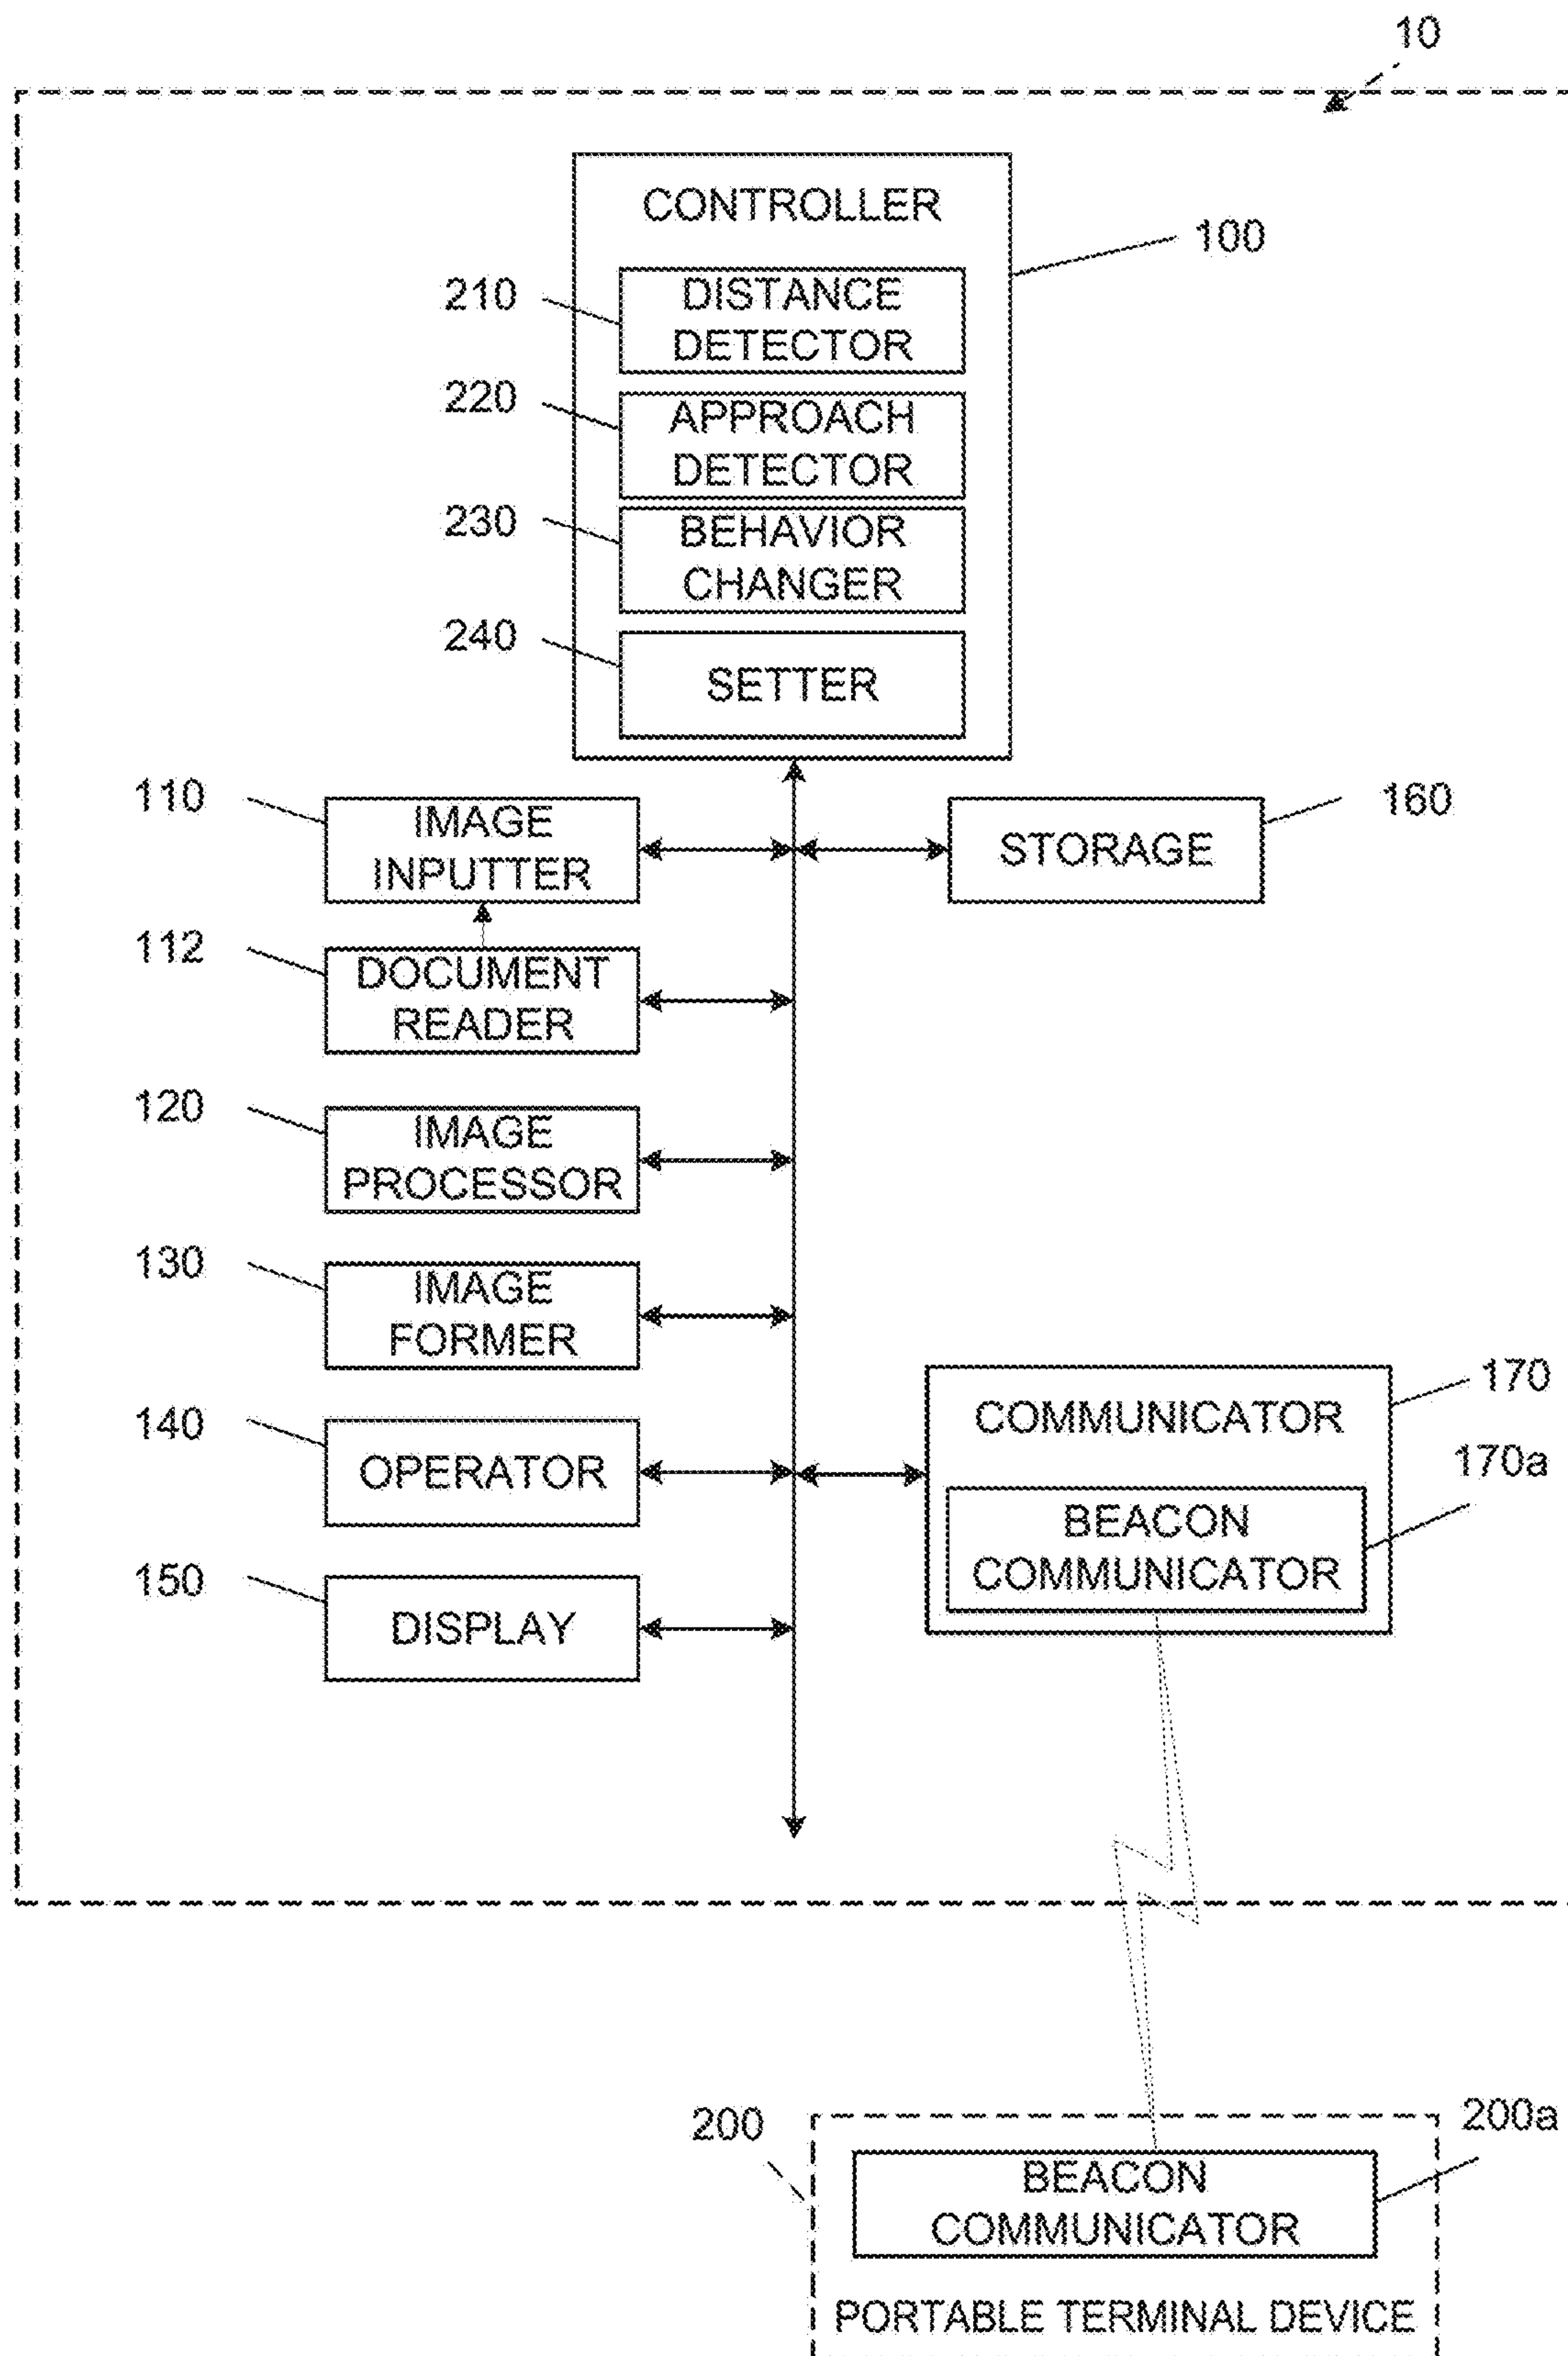 10
CONTROLLER
100
210
DISTANCE
DETECTOR
220
APPROACH
DETECTOR
230
BEHAVIOR
CHANGER
240
SETTER
110
IMAGE
INPUTTER
160
STORAGE
112
DOCUMENT
READER
120
IMAGE
PROCESSOR
130
IMAGE
FORMER
170
COMMUNICATOR
140
OPERATOR
170a
BEACON
COMMUNICATOR
150
DISPLAY
200
200a
BEACON
COMMUNICATOR
PORTABLE TERMINAL DEVICE